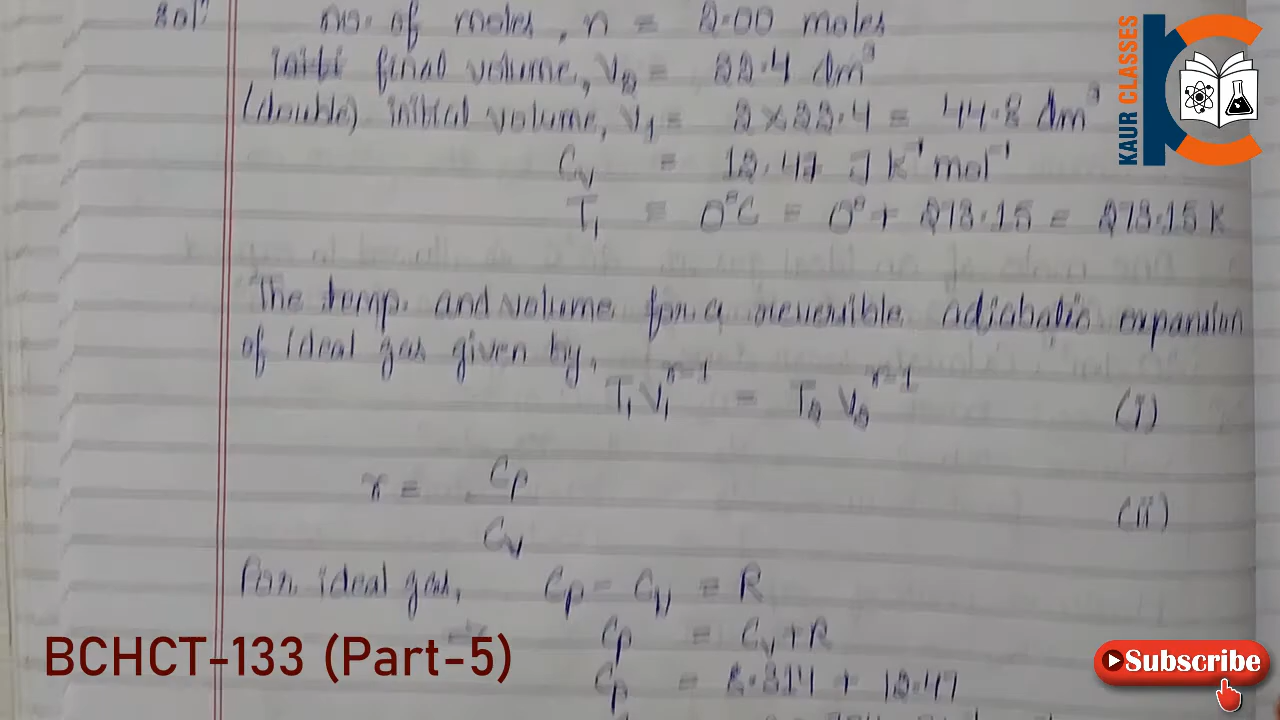 Solⁿ no. of moles, n = 2.00 moles
final volume, V₂ = 22.4 dm³
(double) initial volume, V₁ = 2×22.4 = 44.8 dm³
Cv = 12.47 J K⁻¹ mol⁻¹
T₁ = 0°C = 0° + 273.15 = 273.15 K
The temp. and volume for a reversible adiabatic expansion
of ideal gas given by,
T₁V₁^(r-1) = T₂V₂^(r-1) (i)
r = Cp / Cv (ii)
For ideal gas, Cp - Cv = R
Cp = Cv + R
Cp = 8.314 + 12.47
KAUR CLASSES
BCHCT-133 (Part-5)
Subscribe